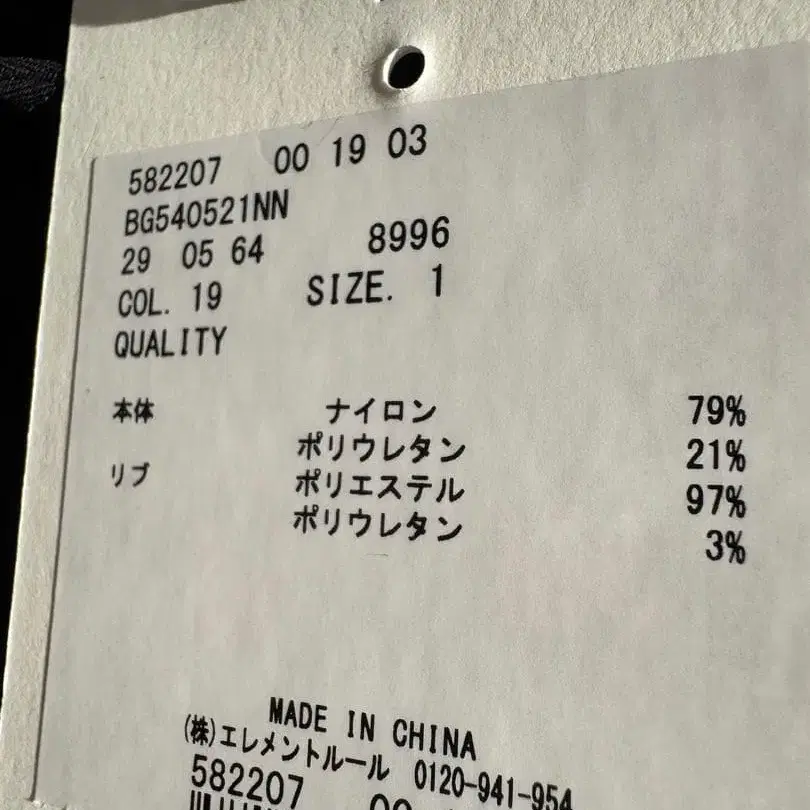 582207 00 19 03
BG540521NN
29 05 64 8996
COL. 19 SIZE. 1
QUALITY
本体 ナイロン 79%
ポリウレタン 21%
リブ ポリエステル 97%
ポリウレタン 3%
MADE IN CHINA
(株)エレメントルール 0120-941-954
582207 00